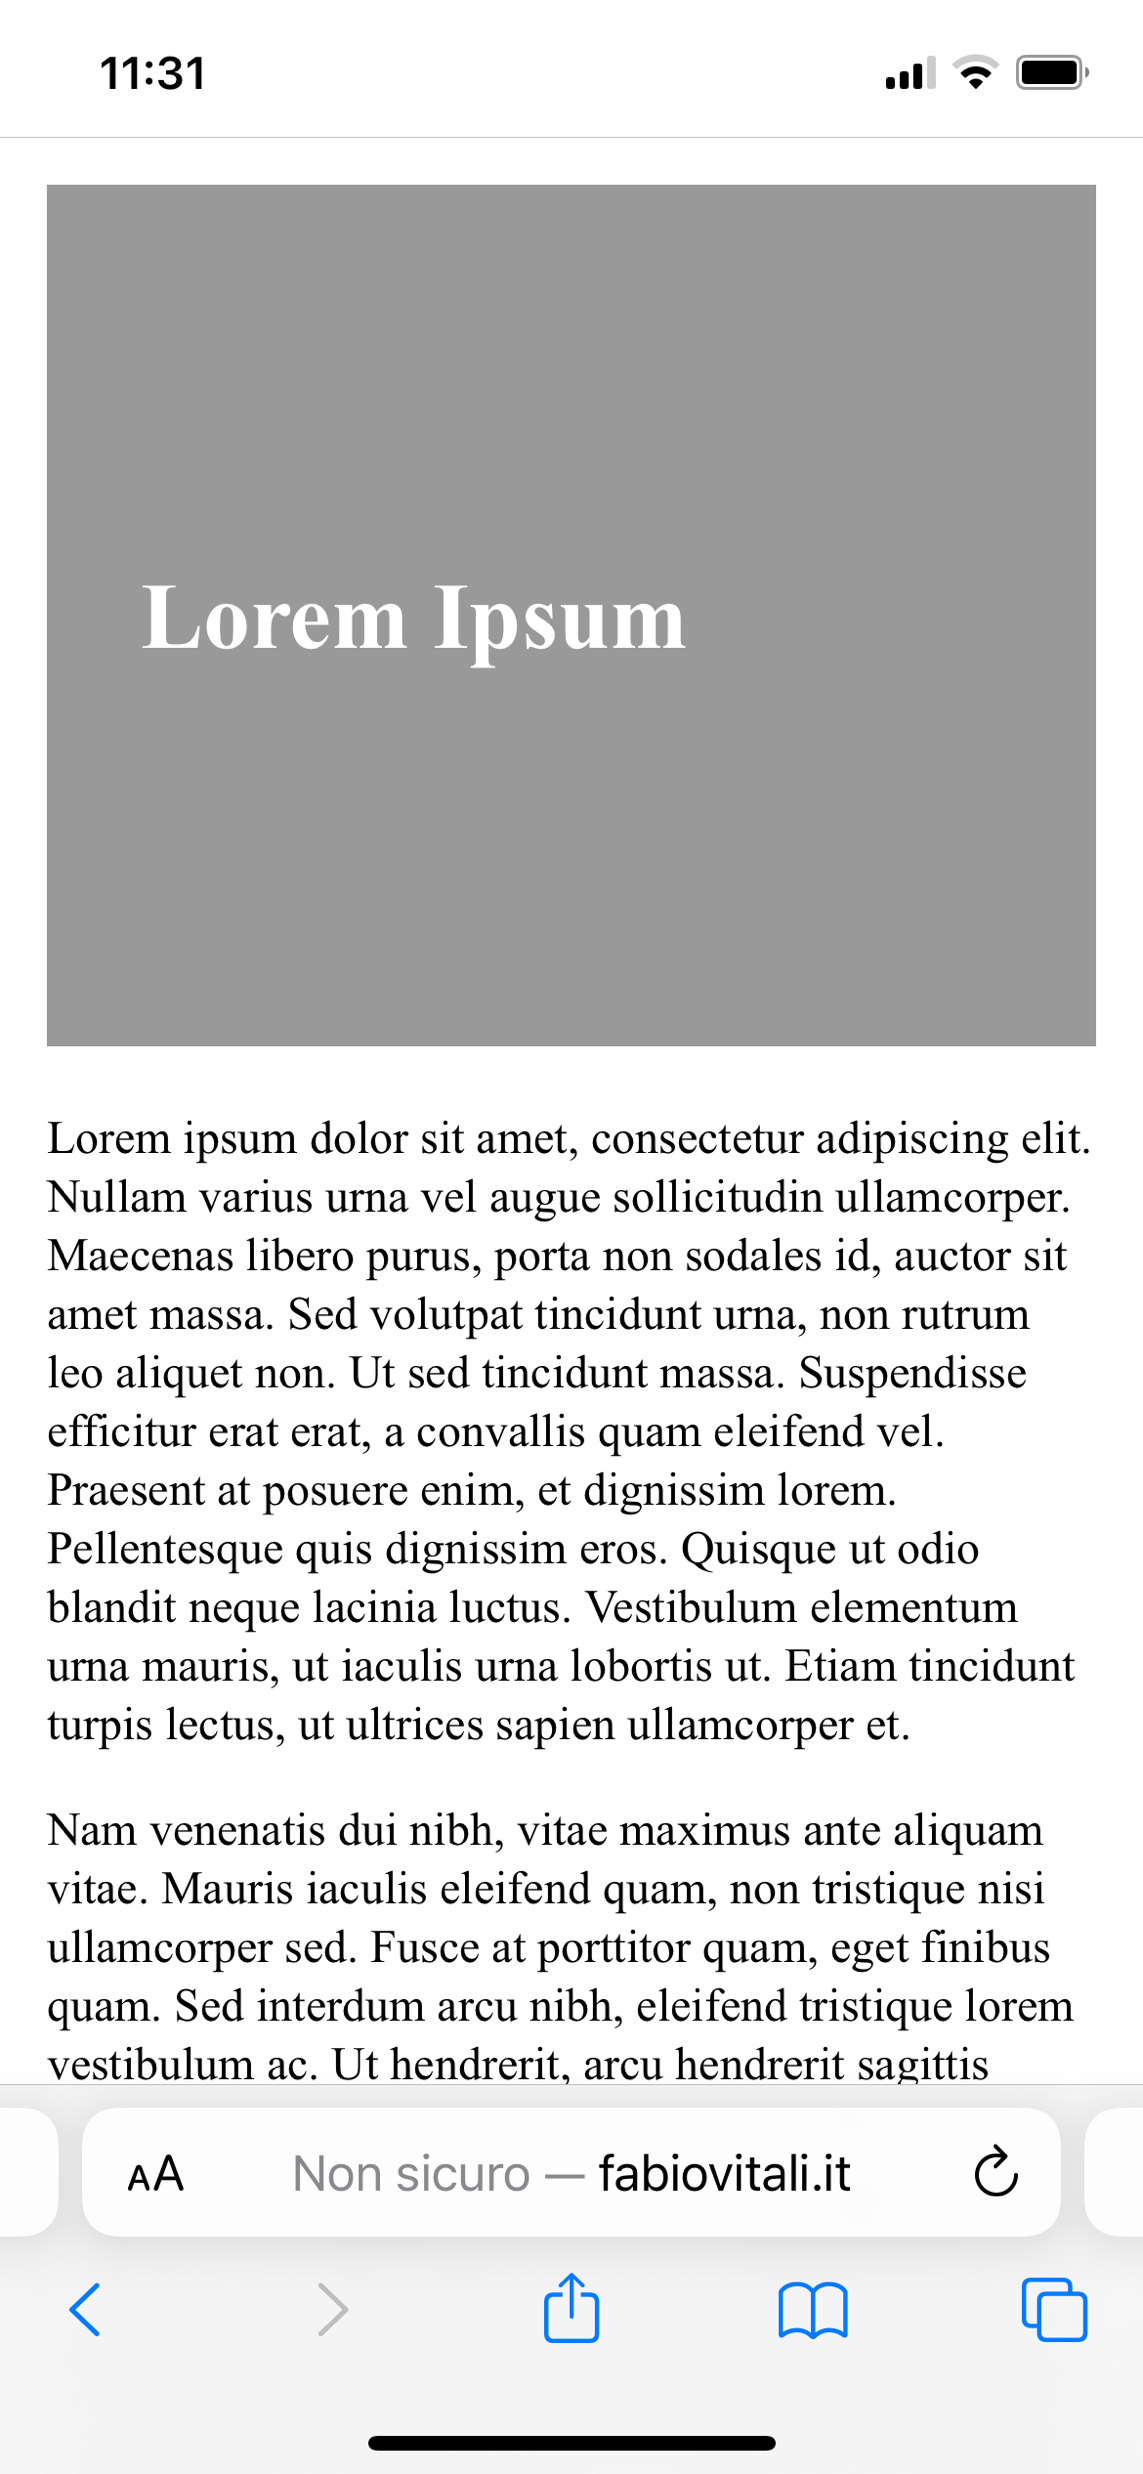 11:31
Lorem Ipsum
Lorem ipsum dolor sit amet, consectetur adipiscing elit.
Nullam varius urna vel augue sollicitudin ullamcorper.
Maecenas libero purus, porta non sodales id, auctor sit
amet massa. Sed volutpat tincidunt urna, non rutrum
leo aliquet non. Ut sed tincidunt massa. Suspendisse
efficitur erat erat, a convallis quam eleifend vel.
Praesent at posuere enim, et dignissim lorem.
Pellentesque quis dignissim eros. Quisque ut odio
blandit neque lacinia luctus. Vestibulum elementum
urna mauris, ut iaculis urna lobortis ut. Etiam tincidunt
turpis lectus, ut ultrices sapien ullamcorper et.
Nam venenatis dui nibh, vitae maximus ante aliquam
vitae. Mauris iaculis eleifend quam, non tristique nisi
ullamcorper sed. Fusce at porttitor quam, eget finibus
quam. Sed interdum arcu nibh, eleifend tristique lorem
vestibulum ac. Ut hendrerit, arcu hendrerit sagittis
AA Non sicuro — fabiovitali.it